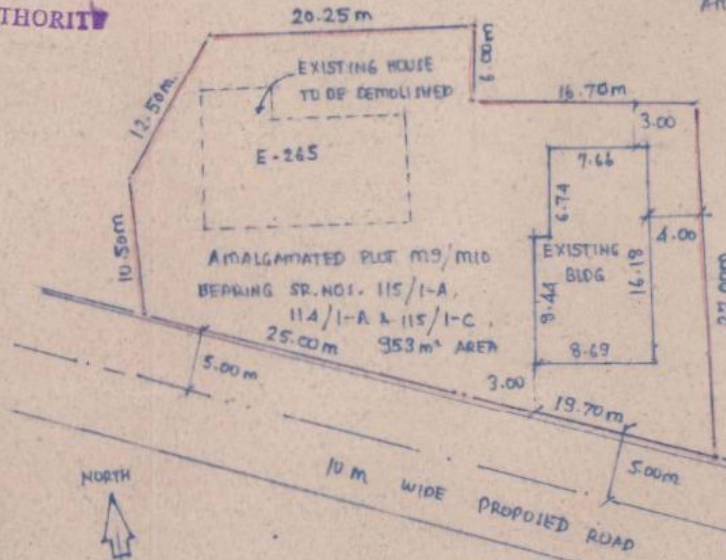 THORITY
20.25m
6.00m
EXISTING HOUSE
TO BE DEMOLISHED
12.50m.
16.70m
3.00
7.66
E-265
6.74
4.00
10.50m
AMALGAMATED PLOT M9/M10
BEARING SR.NOS. 115/1-A,
114/1-A & 115/1-C,
953 m² AREA
EXISTING
BLDG
16.18
8.44
8.69
25.00m
5.00m
3.00
19.70m
5.00m
10 m WIDE PROPOSED ROAD
NORTH